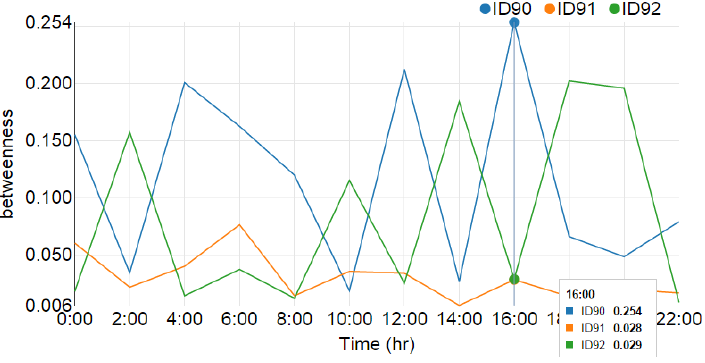 ID90 ID91 ID92
0.254
0.200
0.150
0.100
0.050
0.006
betweenness
0:00 2:00 4:00 6:00 8:00 10:00 12:00 14:00 16:00 22:00
Time (hr)
16:00
ID90 0.254
ID91 0.028
ID92 0.029